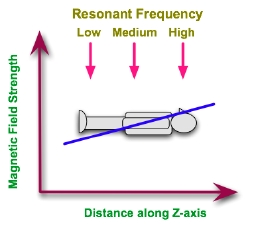 Resonant Frequency
Low Medium High
Magnetic Field Strength
Distance along Z-axis